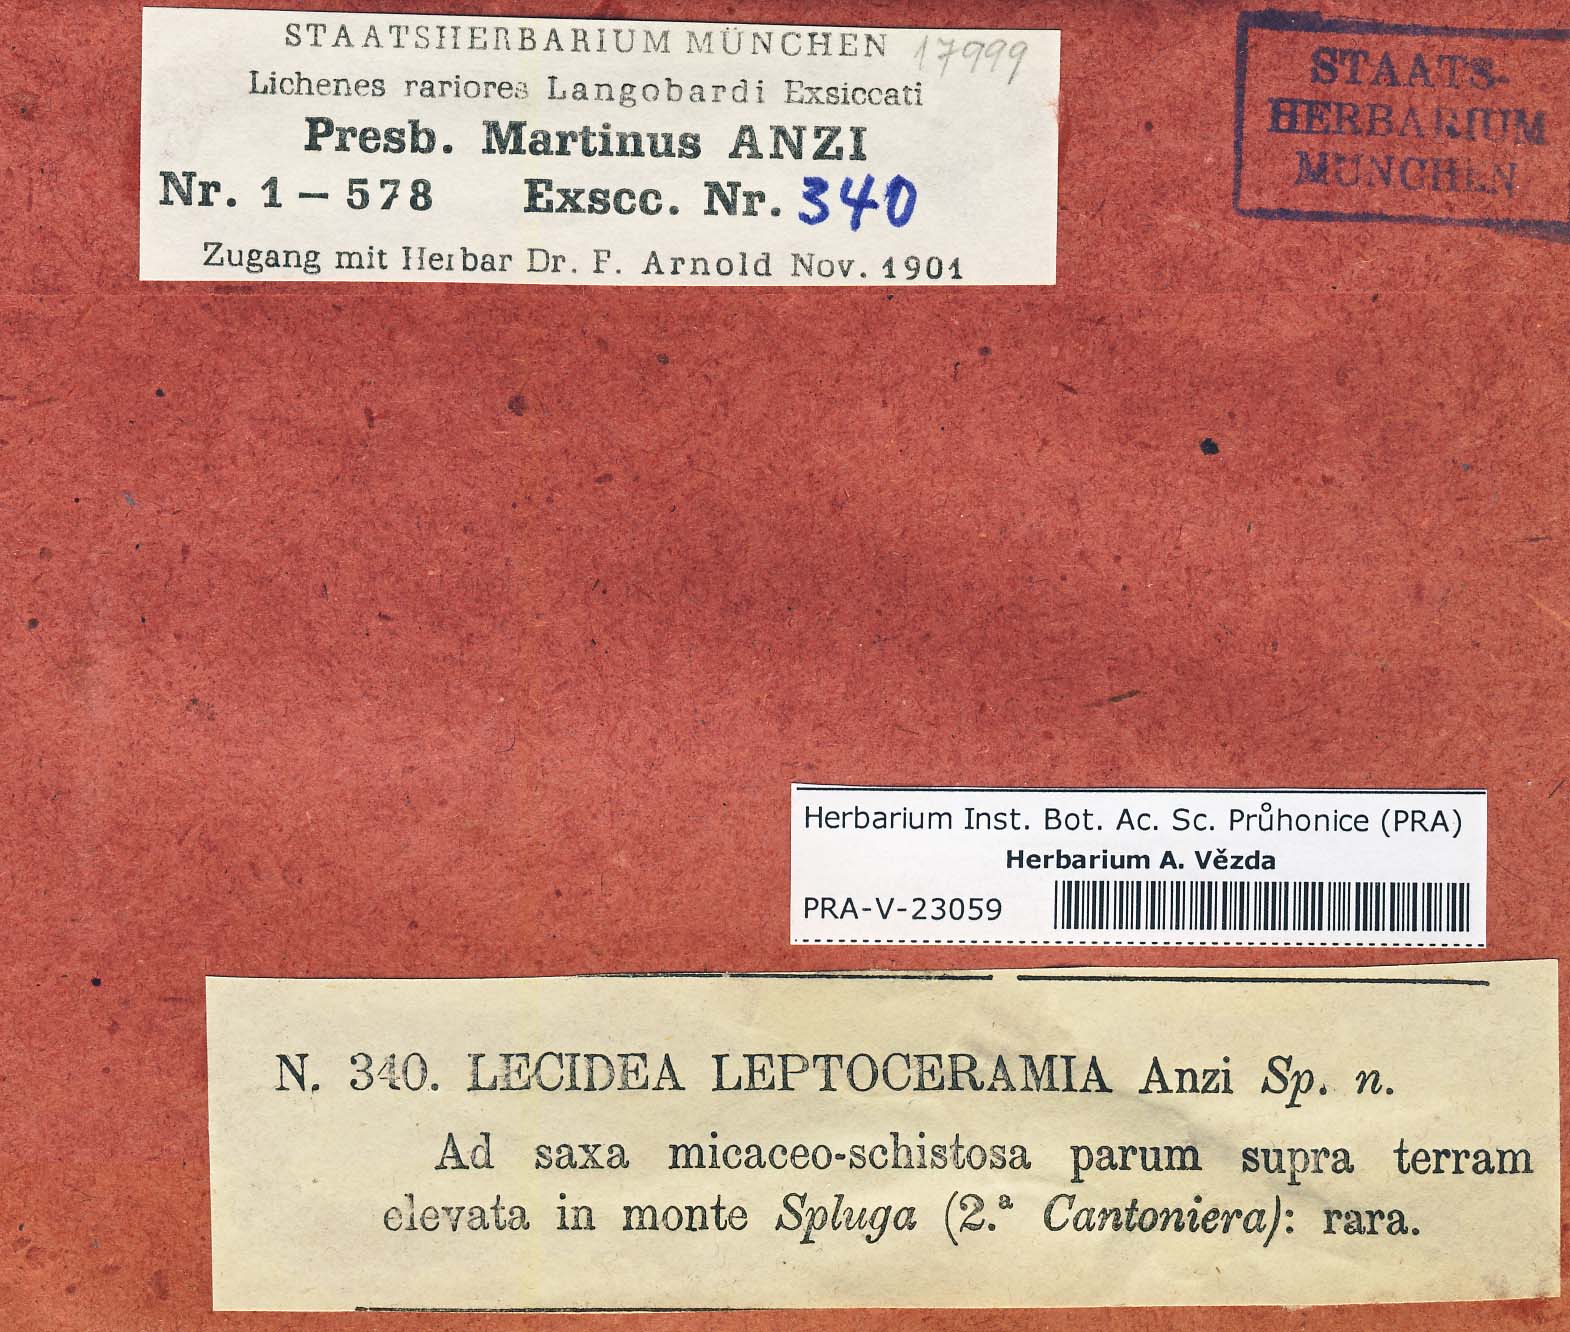 STAATSHERBARIUM MÜNCHEN 17999
Lichenes rariores Langobardi Exsiccati
Presb. Martinus ANZI
Nr. 1 – 578 Exscc. Nr. 340
Zugang mit Herbar Dr. F. Arnold Nov. 1901
STAATS-
HERBARIUM
MÜNCHEN
Herbarium Inst. Bot. Ac. Sc. Průhonice (PRA)
Herbarium A. Vězda
PRA-V-23059
N. 340. LECIDEA LEPTOCERAMIA Anzi Sp. n.
Ad saxa micaceo-schistosa parum supra terram
elevata in monte Spluga (2.ª Cantoniera): rara.